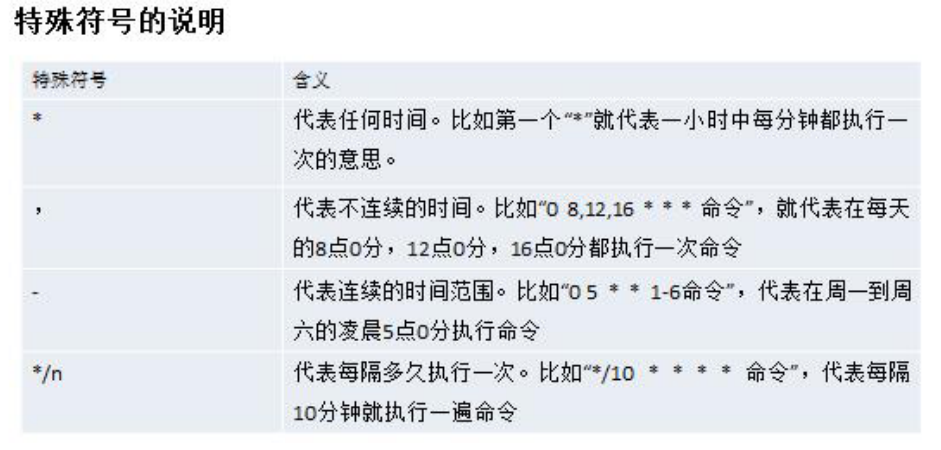 特殊符号的说明
特殊符号 含义
* 代表任何时间。比如第一个“*”就代表一小时中每分钟都执行一
次的意思。
， 代表不连续的时间。比如“0 8,12,16 * * * 命令”，就代表在每天
的8点0分，12点0分，16点0分都执行一次命令
- 代表连续的时间范围。比如“0 5 * * 1-6命令”，代表在周一到周
六的凌晨5点0分执行命令
*/n 代表每隔多久执行一次。比如“*/10 * * * * 命令”，代表每隔
10分钟就执行一遍命令